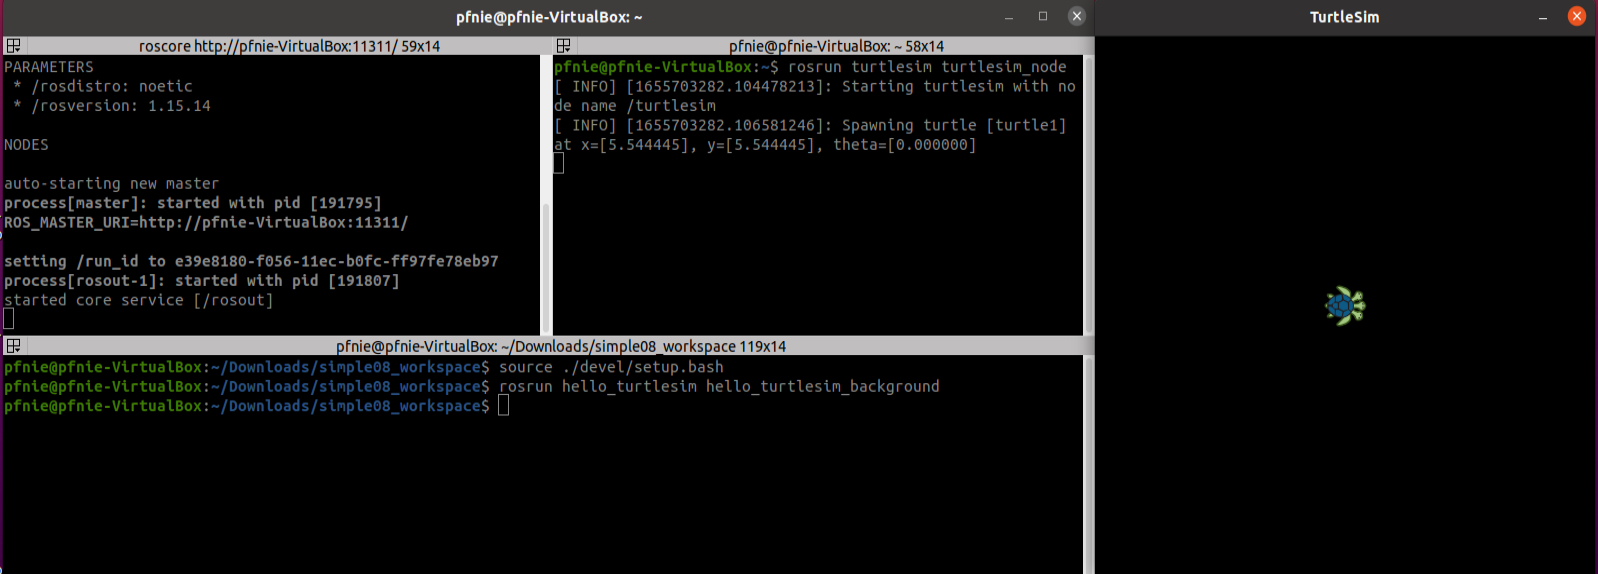 pfnie@pfnie-VirtualBox: ~
roscore http://pfnie-VirtualBox:11311/ 59x14
PARAMETERS
* /rosdistro: noetic
* /rosversion: 1.15.14
NODES
auto-starting new master
process[master]: started with pid [191795]
ROS_MASTER_URI=http://pfnie-VirtualBox:11311/
setting /run_id to e39e8180-f056-11ec-b0fc-ff97fe78eb97
process[rosout-1]: started with pid [191807]
started core service [/rosout]
pfnie@pfnie-VirtualBox: ~ 58x14
pfnie@pfnie-VirtualBox:~$ rosrun turtlesim turtlesim_node
[ INFO] [1655703282.104478213]: Starting turtlesim with no
de name /turtlesim
[ INFO] [1655703282.106581246]: Spawning turtle [turtle1]
at x=[5.544445], y=[5.544445], theta=[0.000000]
pfnie@pfnie-VirtualBox: ~/Downloads/simple08_workspace 119x14
pfnie@pfnie-VirtualBox:~/Downloads/simple08_workspace$ source ./devel/setup.bash
pfnie@pfnie-VirtualBox:~/Downloads/simple08_workspace$ rosrun hello_turtlesim hello_turtlesim_background
pfnie@pfnie-VirtualBox:~/Downloads/simple08_workspace$
TurtleSim